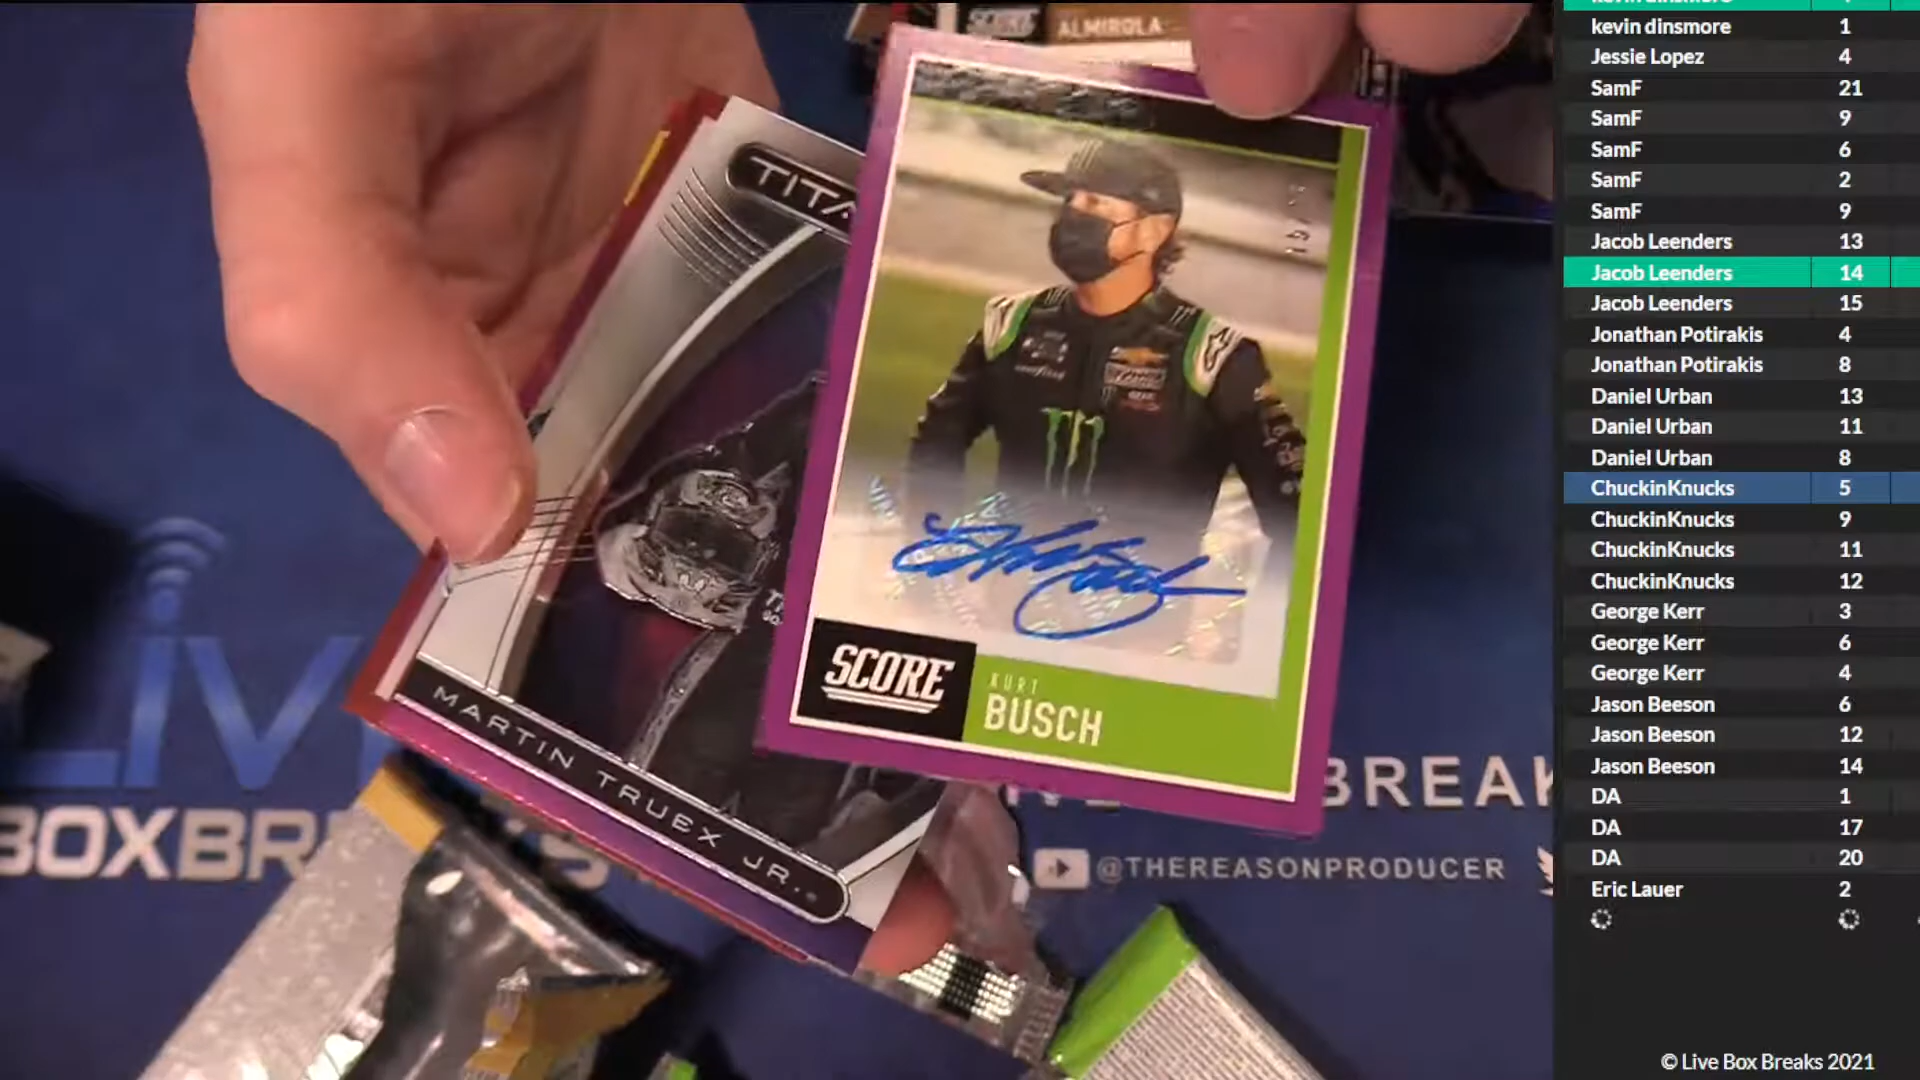 SCORE
ALMIROLA
TITA
MARTIN TRUEX JR.
SCORE
KURT
BUSCH
LIV
BOXBR
BREAK
@THEREASONPRODUCER
kevin dinsmore 1
Jessie Lopez 4
SamF 21
SamF 9
SamF 6
SamF 2
SamF 9
Jacob Leenders 13
Jacob Leenders 14
Jacob Leenders 15
Jonathan Potirakis 4
Jonathan Potirakis 8
Daniel Urban 13
Daniel Urban 11
Daniel Urban 8
ChuckinKnucks 5
ChuckinKnucks 9
ChuckinKnucks 11
ChuckinKnucks 12
George Kerr 3
George Kerr 6
George Kerr 4
Jason Beeson 6
Jason Beeson 12
Jason Beeson 14
DA 1
DA 17
DA 20
Eric Lauer 2
© Live Box Breaks 2021